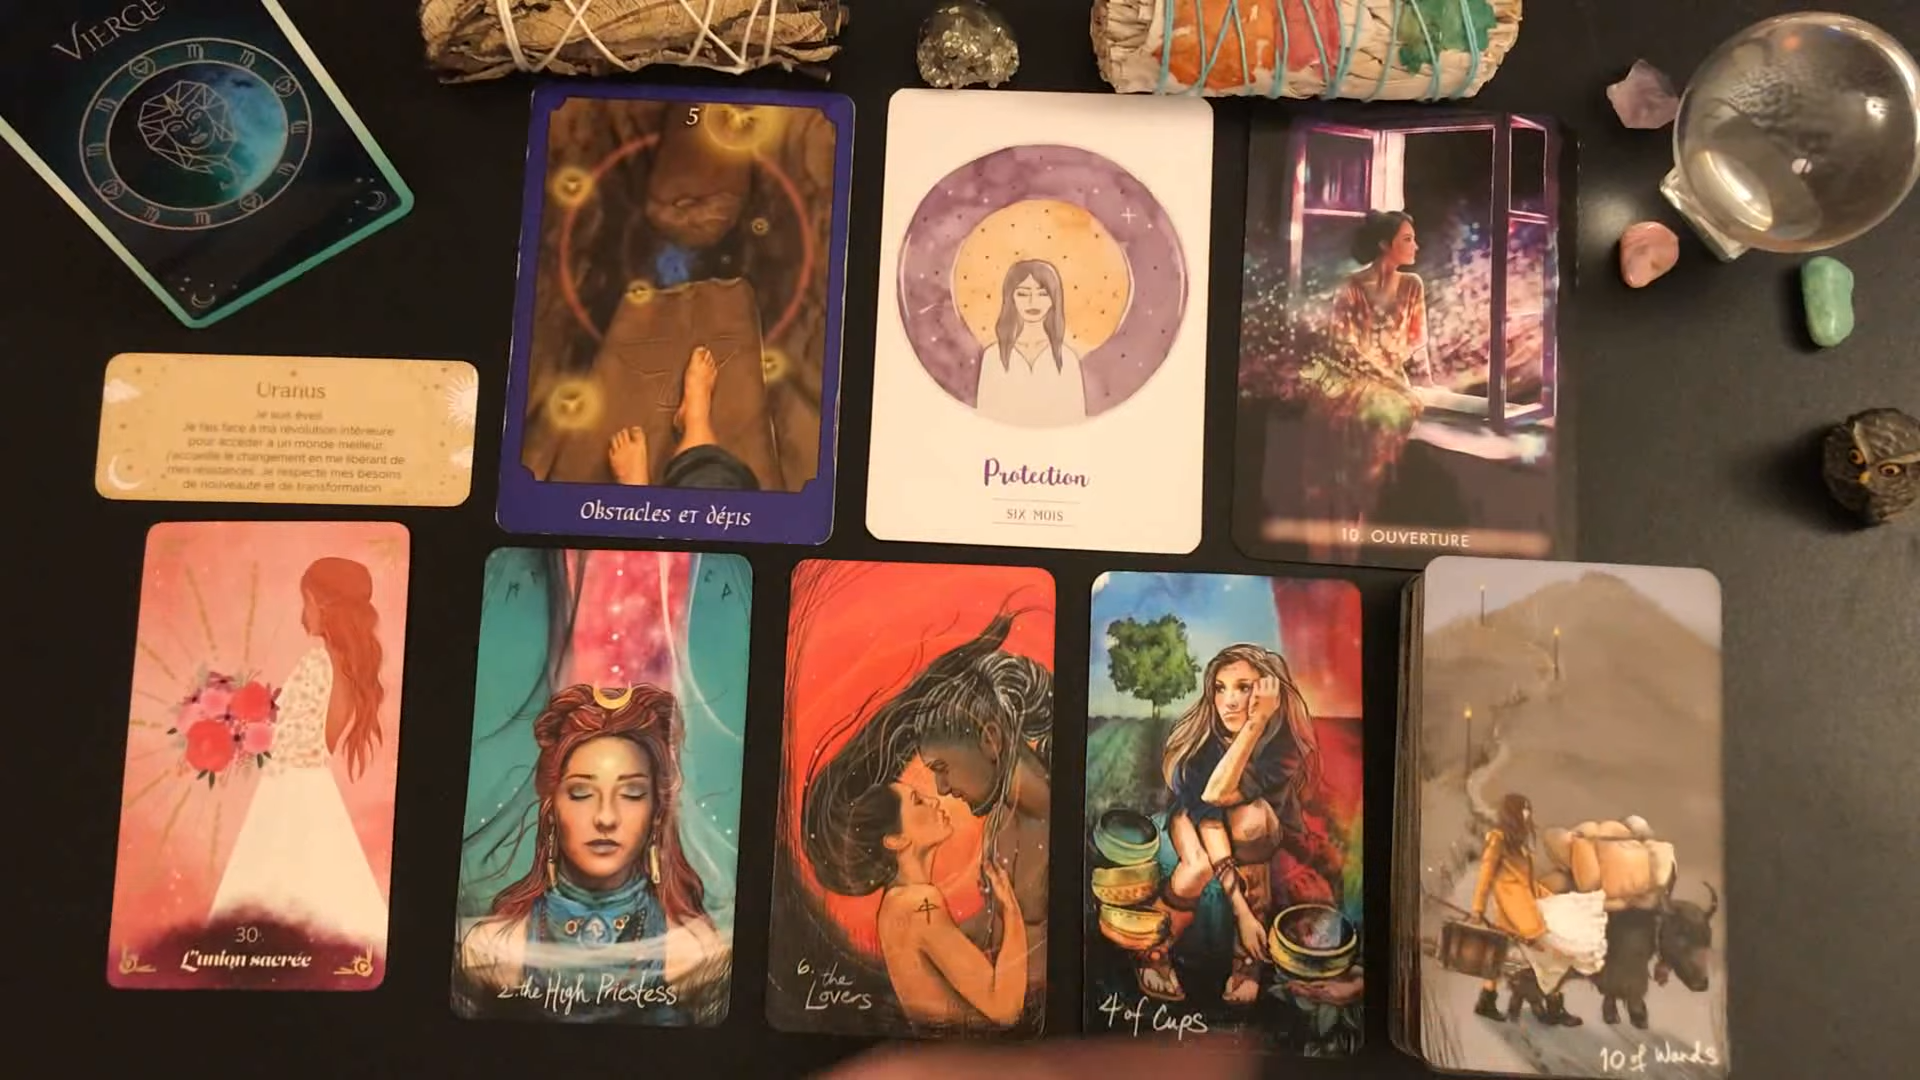 VIERGE
5
Obstacles et défis
Protection
SIX MOIS
10. OUVERTURE
Uranus
Je suis éveil
Je fais face à ma révolution intérieure
pour accéder à un monde meilleur.
J'accueille le changement en me libérant de
mes résistances. Je respecte mes besoins
de nouveauté et de transformation
30
L'union sacrée
2. the High Priestess
6. the
Lovers
4 of Cups
10 of Wands